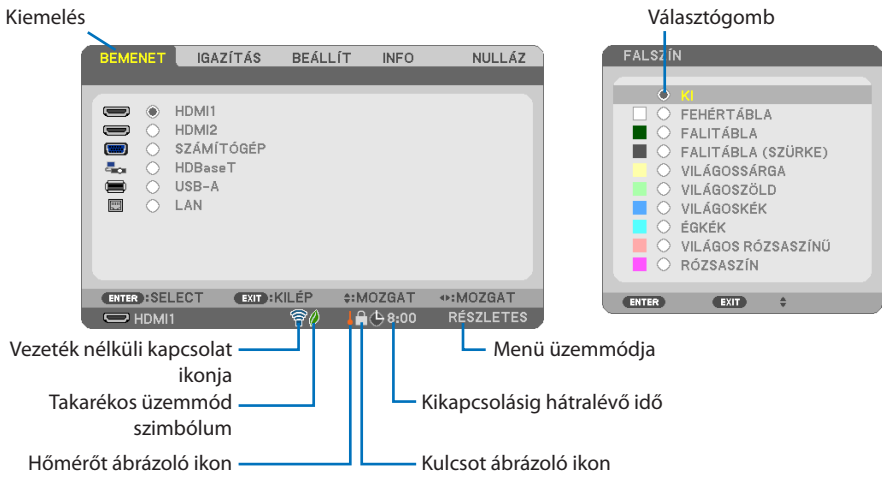 Kiemelés
Választógomb
BEMENET IGAZÍTÁS BEÁLLÍT INFO NULLÁZ
HDMI1
HDMI2
SZÁMÍTÓGÉP
HDBaseT
USB-A
LAN
ENTER :SELECT EXIT :KILÉP :MOZGAT :MOZGAT
HDMI1 8:00 RÉSZLETES
FALSZÍN
KI
FEHÉRTÁBLA
FALITÁBLA
FALITÁBLA (SZÜRKE)
VILÁGOSSÁRGA
VILÁGOSZÖLD
VILÁGOSKÉK
ÉGKÉK
VILÁGOS RÓZSASZÍNŰ
RÓZSASZÍN
ENTER EXIT
Vezeték nélküli kapcsolat
ikonja
Menü üzemmódja
Takarékos üzemmód
szimbólum
Kikapcsolásig hátralévő idő
Hőmérőt ábrázoló ikon
Kulcsot ábrázoló ikon